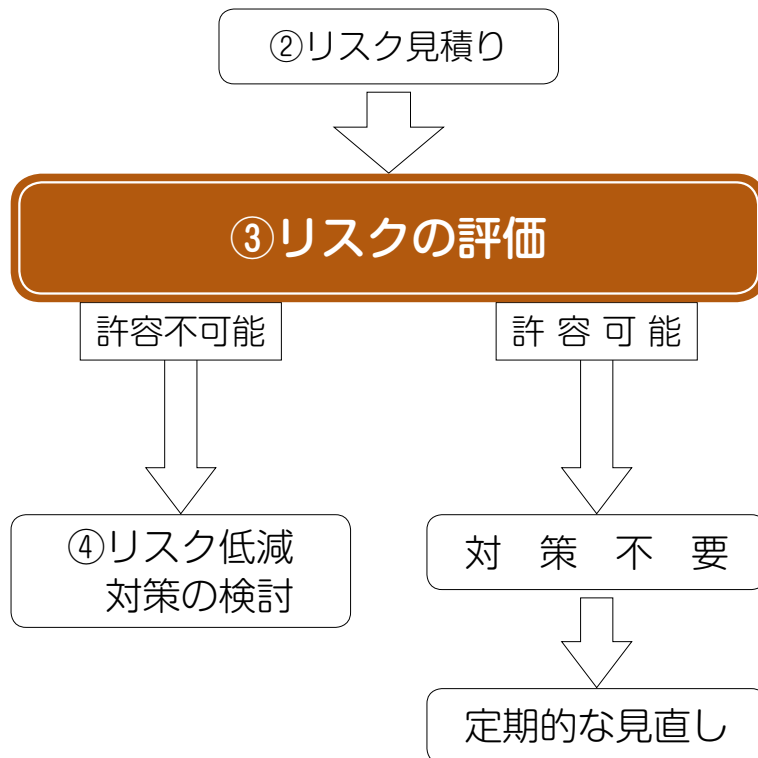 ②リスク見積り
③リスクの評価
許容不可能
許容可能
④リスク低減
対策の検討
対策不要
定期的な見直し